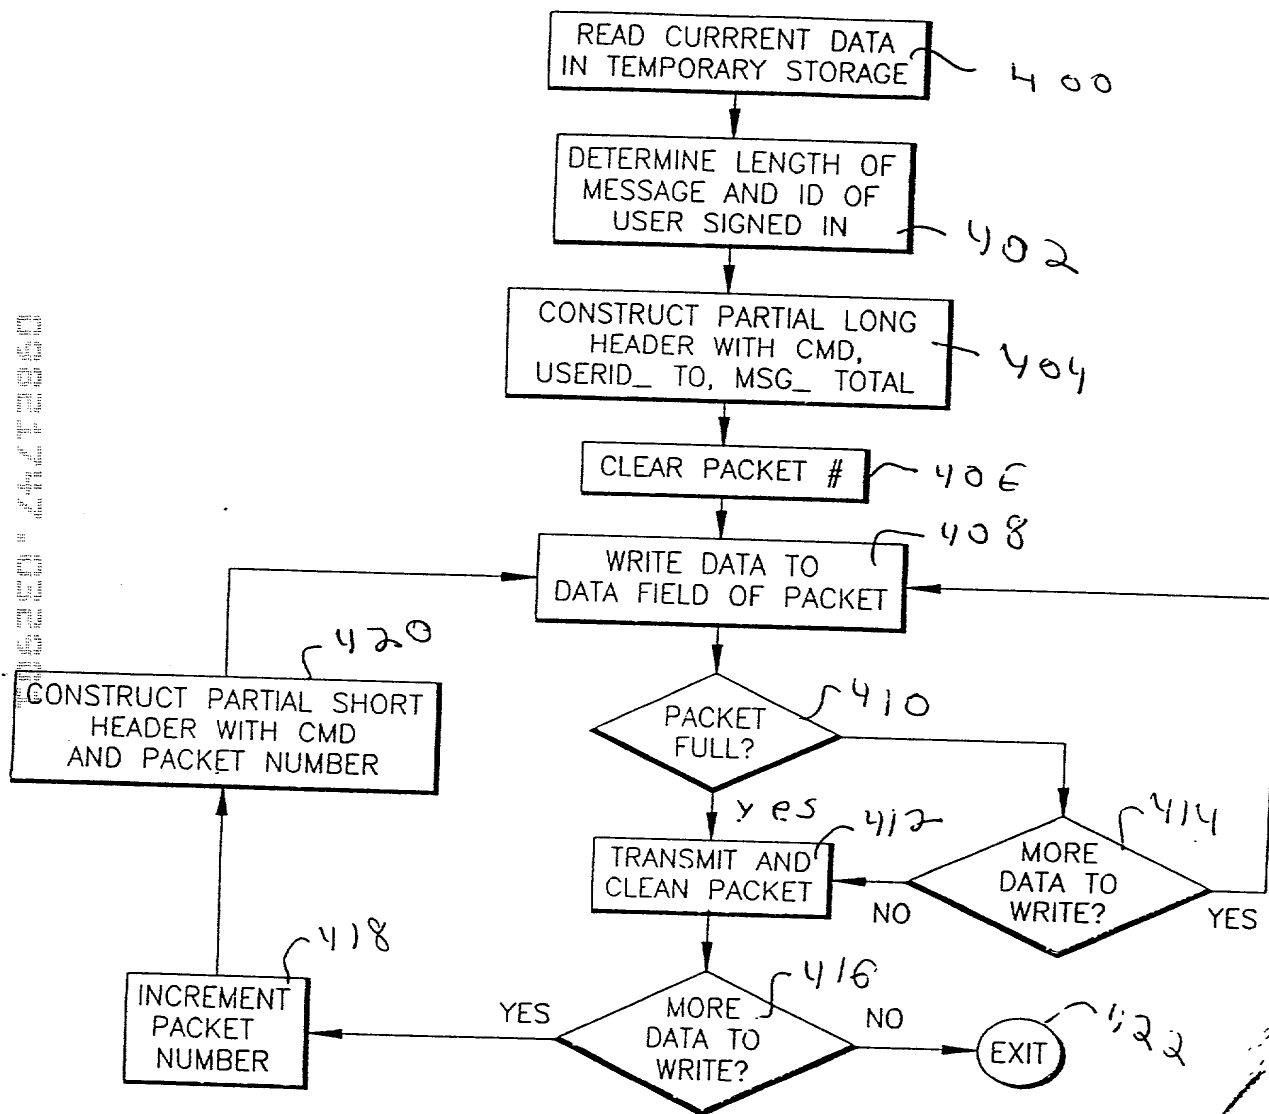 READ CURRRENT DATA
IN TEMPORARY STORAGE
400
DETERMINE LENGTH OF
MESSAGE AND ID OF
USER SIGNED IN
402
CONSTRUCT PARTIAL LONG
HEADER WITH CMD,
USERID_ TO, MSG_ TOTAL
404
CLEAR PACKET #
406
WRITE DATA TO
DATA FIELD OF PACKET
408
CONSTRUCT PARTIAL SHORT
HEADER WITH CMD
AND PACKET NUMBER
420
PACKET
FULL?
410
yes
TRANSMIT AND
CLEAN PACKET
412
MORE
DATA TO
WRITE?
414
NO
YES
INCREMENT
PACKET
NUMBER
418
YES
MORE
DATA TO
WRITE?
416
NO
EXIT
422